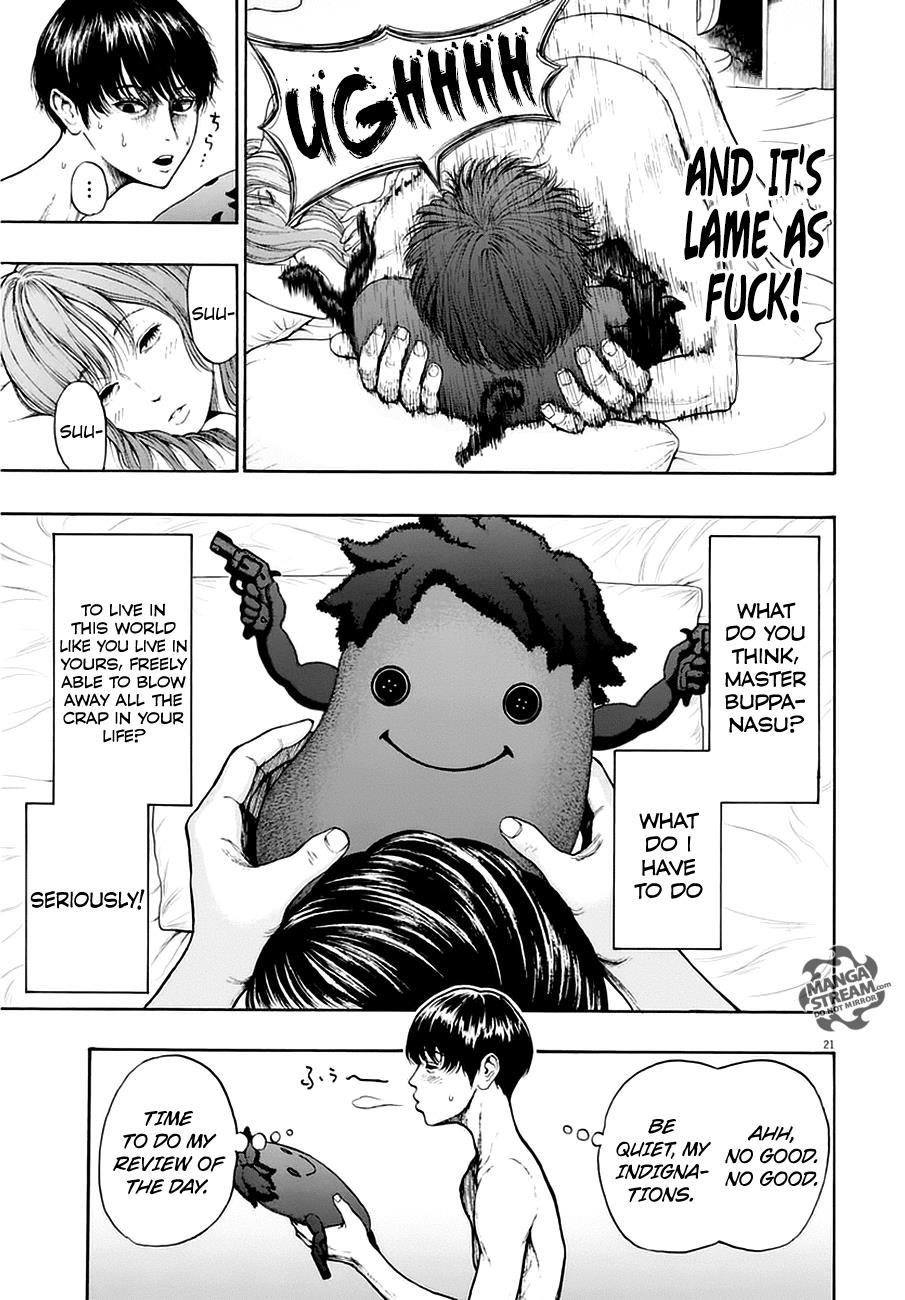 AND IT'S
LAME AS
FUCK!
UGHHHH
ちら…
…
SUU-
SUU-
WHAT
DO YOU
THINK,
MASTER
BUPPA-
NASU?
WHAT
DO I
HAVE
TO DO
TO LIVE IN
THIS WORLD
LIKE YOU LIVE IN
YOURS, FREELY
ABLE TO BLOW
AWAY ALL THE
CRAP IN YOUR
LIFE?
SERIOUSLY!
MANGA
STREAM.com
DO NOT MIRROR
21
AHH,
NO GOOD.
NO GOOD.
BE
QUIET, MY
INDIGNA-
TIONS.
ふぅ〜
TIME
TO DO MY
REVIEW OF
THE DAY.